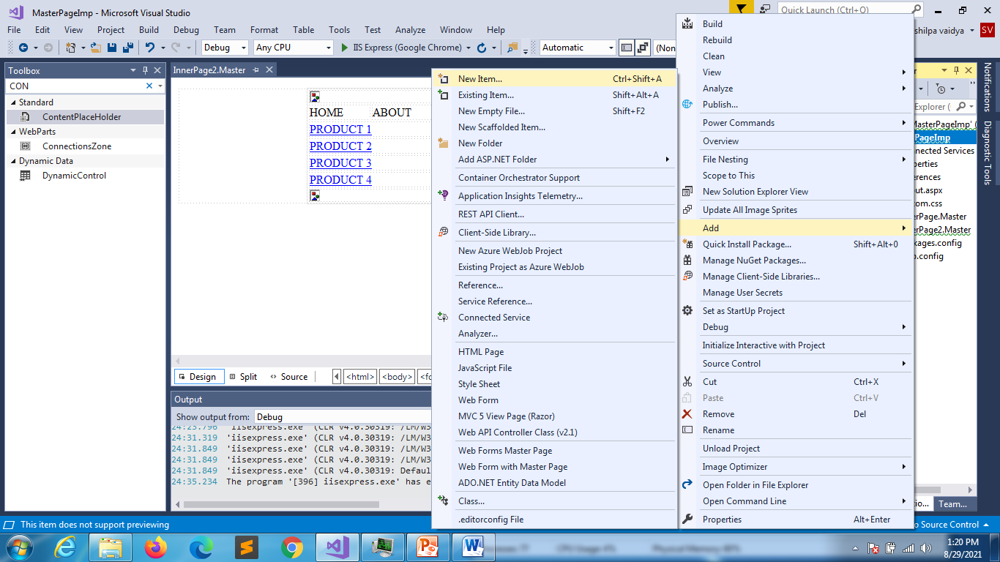 MasterPageImp - Microsoft Visual Studio
Quick Launch (Ctrl+Q)
File Edit View Project Build Debug Team Format Table Tools Test Analyze Window Help
shilpa vaidya SV
Debug Any CPU IIS Express (Google Chrome) Automatic (Non
Toolbox
CON
Standard
ContentPlaceHolder
WebParts
ConnectionsZone
Dynamic Data
DynamicControl
InnerPage2.Master
HOME ABOUT
PRODUCT 1
PRODUCT 2
PRODUCT 3
PRODUCT 4
Design Split Source <html> <body> <fo
Output
Show output from: Debug
24:23.796 'iisexpress.exe' (CLR v4.0.30319: /LM/W3
24:31.319 'iisexpress.exe' (CLR v4.0.30319: /LM/W3
24:31.849 'iisexpress.exe' (CLR v4.0.30319: /LM/W3
24:31.849 'iisexpress.exe' (CLR v4.0.30319: /LM/W3
24:31.849 'iisexpress.exe' (CLR v4.0.30319: Defaul
24:35.234 The program '[396] iisexpress.exe' has e
New Item... Ctrl+Shift+A
Existing Item... Shift+Alt+A
New Empty File... Shift+F2
New Scaffolded Item...
New Folder
Add ASP.NET Folder
Container Orchestrator Support
Application Insights Telemetry...
REST API Client...
Client-Side Library...
New Azure WebJob Project
Existing Project as Azure WebJob
Reference...
Service Reference...
Connected Service
Analyzer...
HTML Page
JavaScript File
Style Sheet
Web Form
MVC 5 View Page (Razor)
Web API Controller Class (v2.1)
Web Forms Master Page
Web Form with Master Page
ADO.NET Entity Data Model
Class...
.editorconfig File
Build
Rebuild
Clean
View
Analyze
Publish...
Power Commands
Overview
File Nesting
Scope to This
New Solution Explorer View
Update All Image Sprites
Add
Quick Install Package... Shift+Alt+0
Manage NuGet Packages...
Manage Client-Side Libraries...
Manage User Secrets
Set as StartUp Project
Debug
Initialize Interactive with Project
Source Control
Cut Ctrl+X
Paste Ctrl+V
Remove Del
Rename
Unload Project
Image Optimizer
Open Folder in File Explorer
Open Command Line
Properties Alt+Enter
er
Explorer (
MasterPageImp' (
PageImp
nnected Services
perties
erences
out.aspx
om.css
erPage.Master
erPage2.Master
kages.config
b.config
tio... Team...
Notifications
Diagnostic Tools
This item does not support previewing
o Source Control
CPU Usage Physical Memory
1:20 PM
8/29/2021